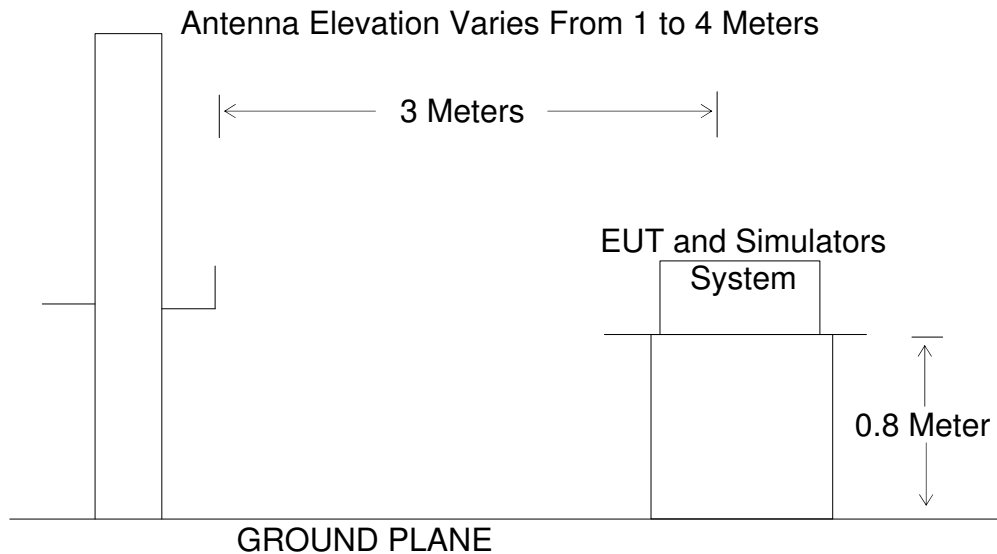 Antenna Elevation Varies From 1 to 4 Meters
3 Meters
EUT and Simulators
System
0.8 Meter
GROUND PLANE